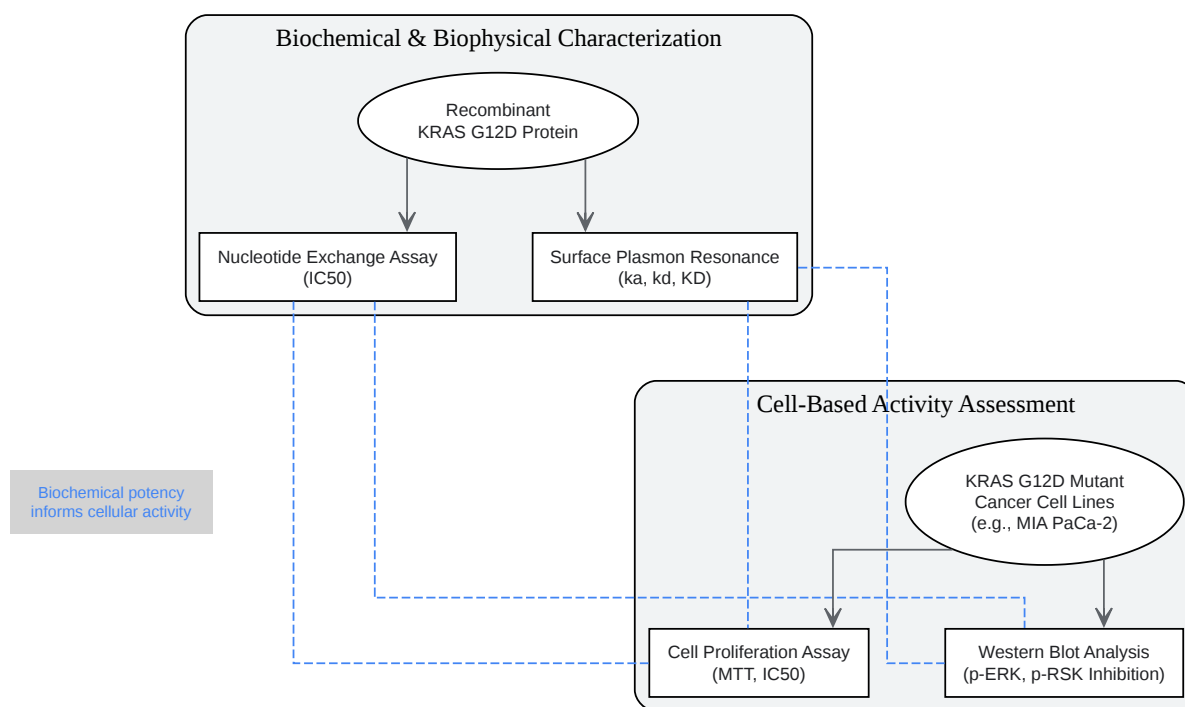 Biochemical & Biophysical Characterization
Recombinant
KRAS G12D Protein
Nucleotide Exchange Assay
(IC50)
Surface Plasmon Resonance
(ka, kd, KD)
Cell-Based Activity Assessment
KRAS G12D Mutant
Cancer Cell Lines
(e.g., MIA PaCa-2)
Biochemical potency
informs cellular activity
Cell Proliferation Assay
(MTT, IC50)
Western Blot Analysis
(p-ERK, p-RSK Inhibition)